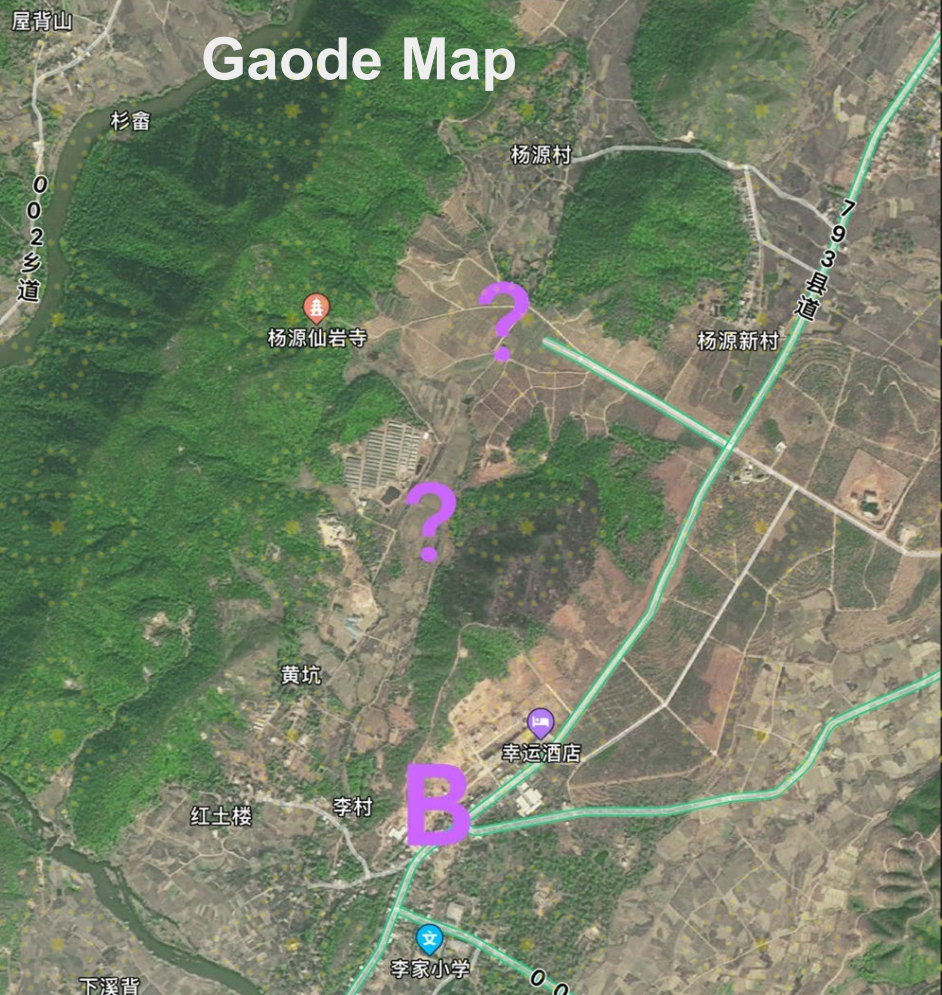 屋背山
Gaode Map
杉畲
杨源村
002乡道
793县道
?
杨源仙岩寺
杨源新村
?
黄坑
幸运酒店
B
红土楼
李村
李家小学
下溪背
00